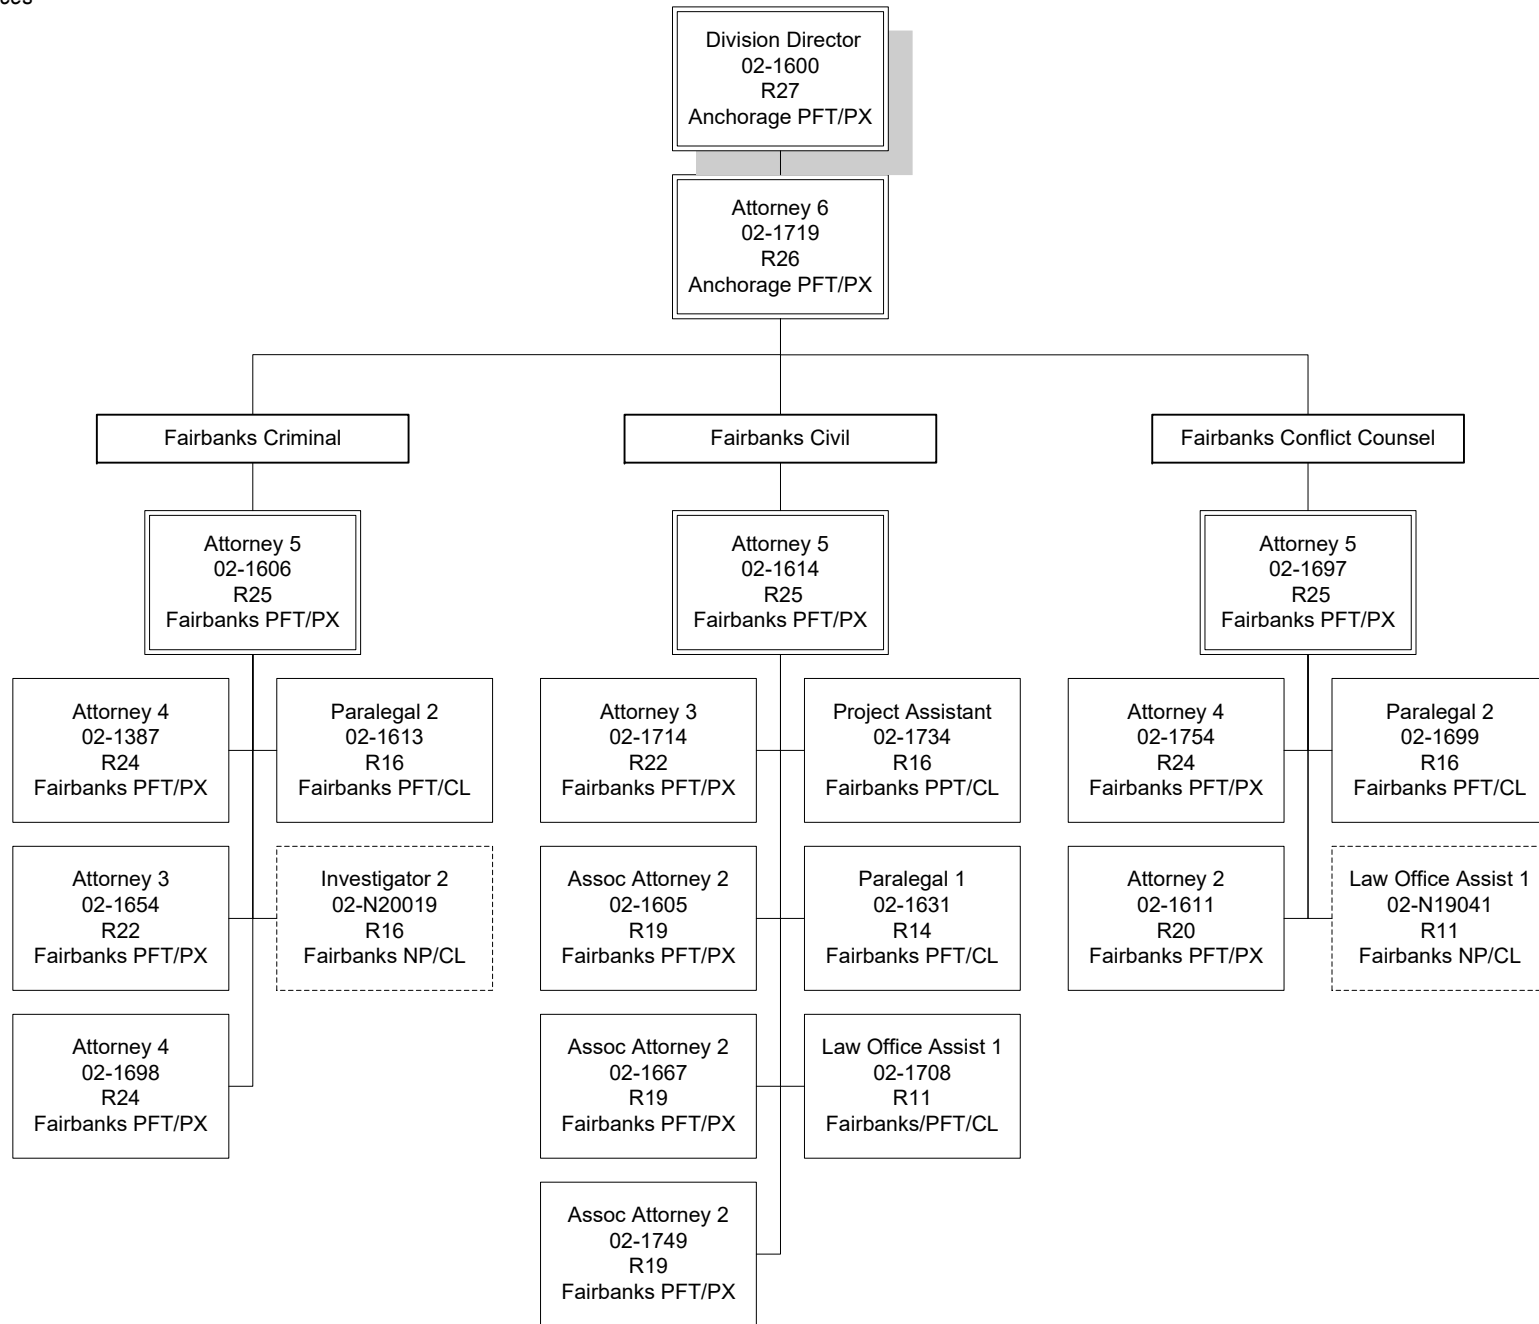 Division Director
02-1600
R27
Anchorage PFT/PX
Attorney 6
02-1719
R26
Anchorage PFT/PX
Fairbanks Criminal
Fairbanks Civil
Fairbanks Conflict Counsel
Attorney 5
02-1606
R25
Fairbanks PFT/PX
Attorney 5
02-1614
R25
Fairbanks PFT/PX
Attorney 5
02-1697
R25
Fairbanks PFT/PX
Attorney 4
02-1387
R24
Fairbanks PFT/PX
Paralegal 2
02-1613
R16
Fairbanks PFT/CL
Attorney 3
02-1714
R22
Fairbanks PFT/PX
Project Assistant
02-1734
R16
Fairbanks PPT/CL
Attorney 4
02-1754
R24
Fairbanks PFT/PX
Paralegal 2
02-1699
R16
Fairbanks PFT/CL
Attorney 3
02-1654
R22
Fairbanks PFT/PX
Investigator 2
02-N20019
R16
Fairbanks NP/CL
Assoc Attorney 2
02-1605
R19
Fairbanks PFT/PX
Paralegal 1
02-1631
R14
Fairbanks PFT/CL
Attorney 2
02-1611
R20
Fairbanks PFT/PX
Law Office Assist 1
02-N19041
R11
Fairbanks NP/CL
Attorney 4
02-1698
R24
Fairbanks PFT/PX
Assoc Attorney 2
02-1667
R19
Fairbanks PFT/PX
Law Office Assist 1
02-1708
R11
Fairbanks/PFT/CL
Assoc Attorney 2
02-1749
R19
Fairbanks PFT/PX